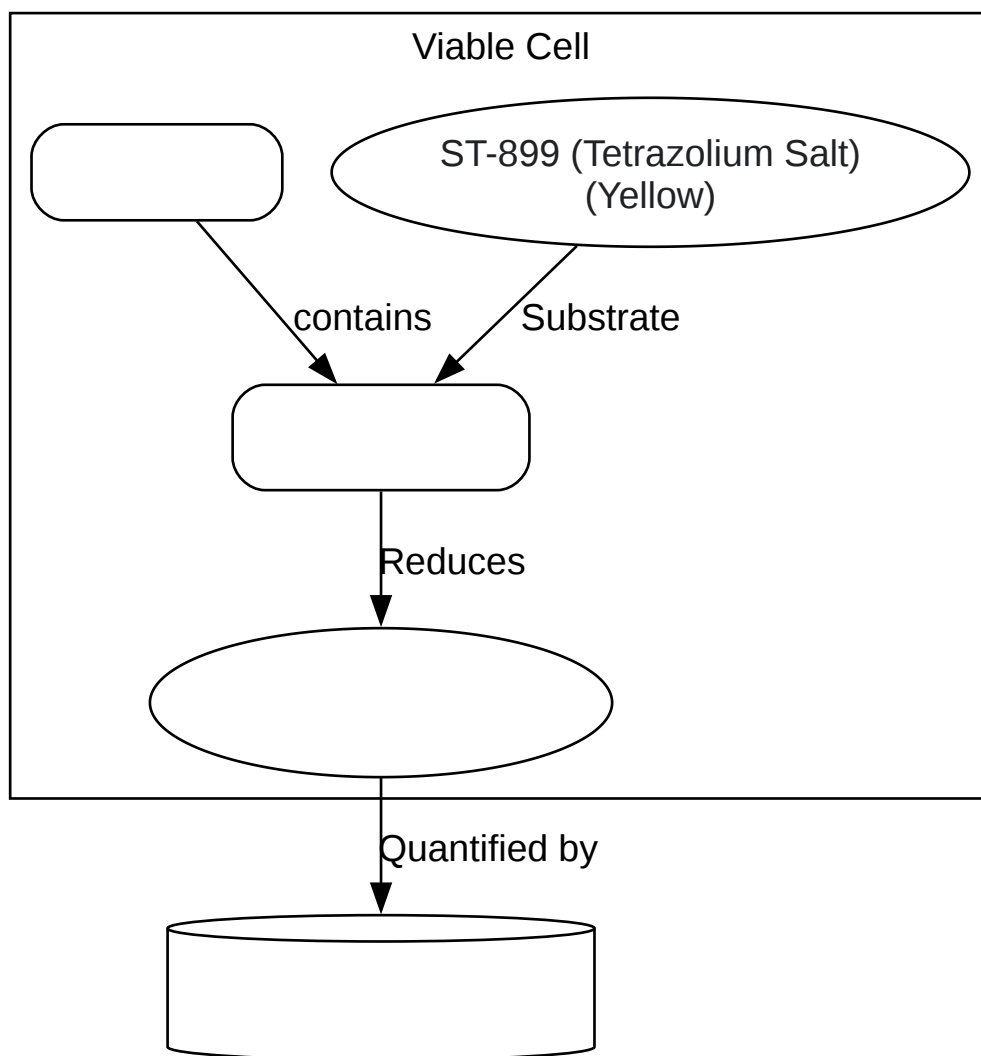 Viable Cell
ST-899 (Tetrazolium Salt)
(Yellow)
contains
Substrate
Reduces
Quantified by